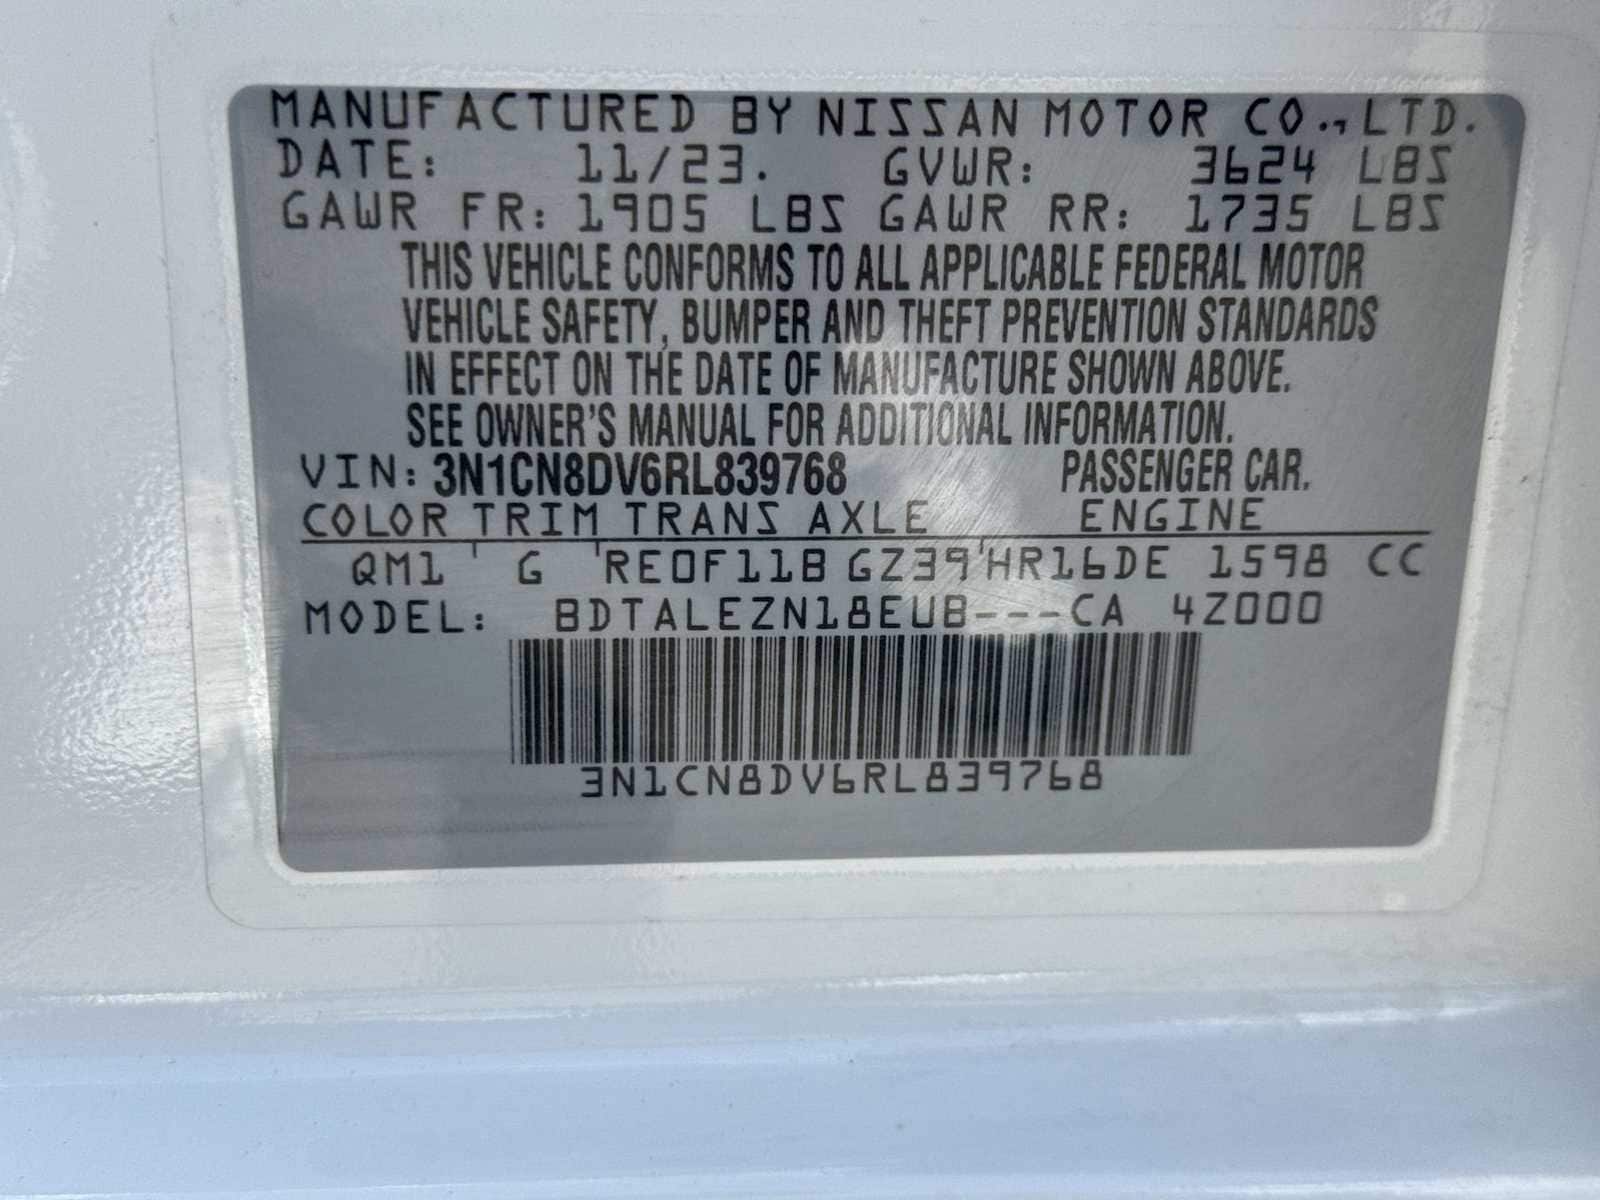 MANUFACTURED BY NISSAN MOTOR CO., LTD.
DATE: 11/23. GVWR: 3624 LBS
GAWR FR: 1905 LBS GAWR RR: 1735 LBS
THIS VEHICLE CONFORMS TO ALL APPLICABLE FEDERAL MOTOR
VEHICLE SAFETY, BUMPER AND THEFT PREVENTION STANDARDS
IN EFFECT ON THE DATE OF MANUFACTURE SHOWN ABOVE.
SEE OWNER'S MANUAL FOR ADDITIONAL INFORMATION.
VIN: 3N1CN8DV6RL839768 PASSENGER CAR.
COLOR TRIM TRANS AXLE ENGINE
QM1 G RE0F11B GZ39 HR16DE 1598 CC
MODEL: BDTALEZN18EUB---CA 4Z000
3N1CN8DV6RL839768